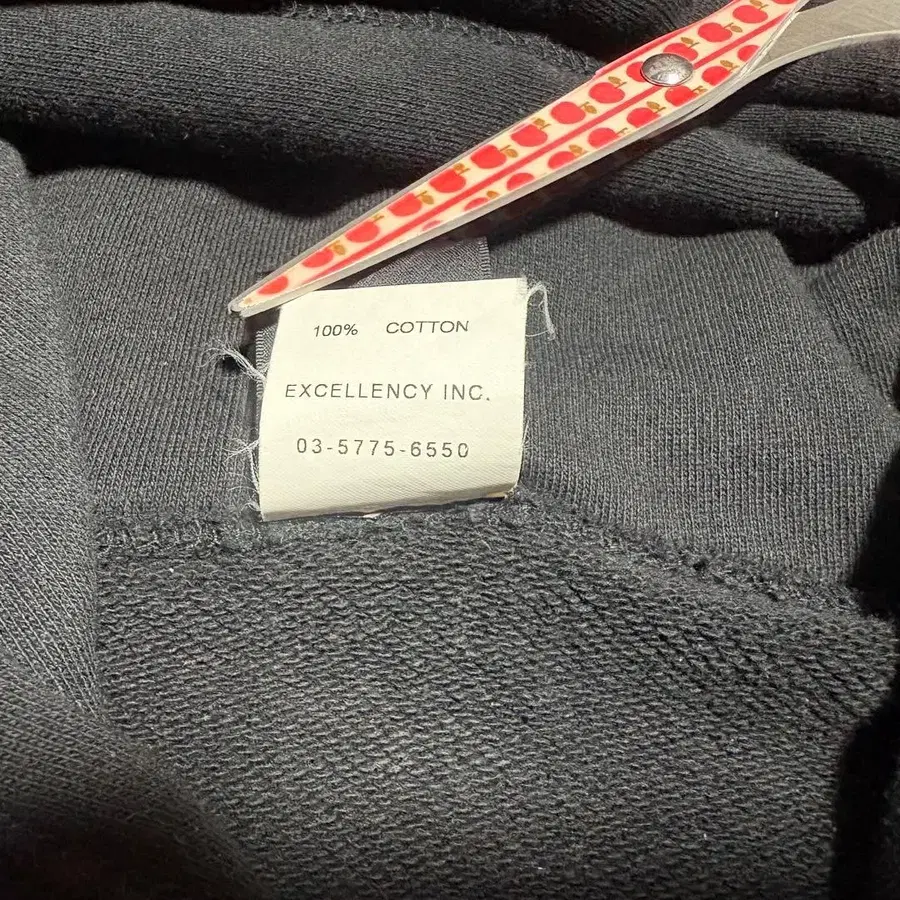 100% COTTON
EXCELLENCY INC.
03-5775-6550